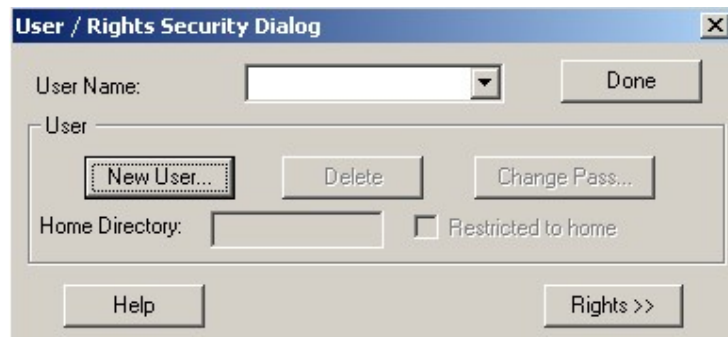 User / Rights Security Dialog
User Name:
Done
User
New User...
Delete
Change Pass...
Home Directory:
Restricted to home
Help
Rights >>